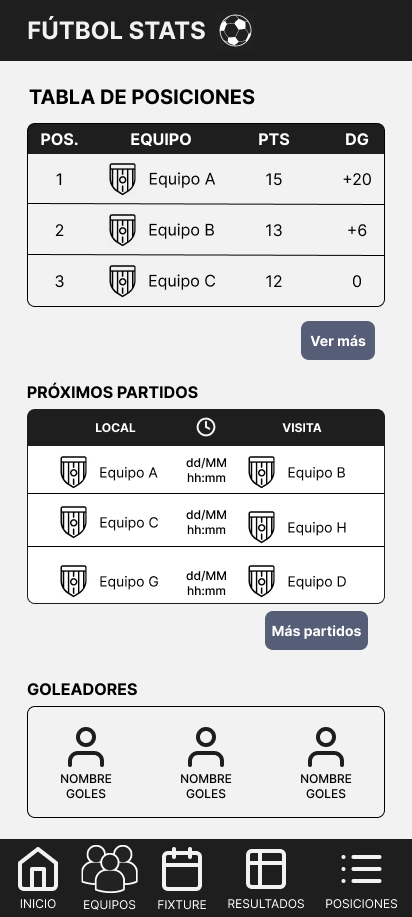 FÚTBOL STATS
TABLA DE POSICIONES
POS. EQUIPO PTS DG
1 Equipo A 15 +20
2 Equipo B 13 +6
3 Equipo C 12 0
Ver más
PRÓXIMOS PARTIDOS
LOCAL VISITA
Equipo A dd/MM hh:mm Equipo B
Equipo C dd/MM hh:mm Equipo H
Equipo G dd/MM hh:mm Equipo D
Más partidos
GOLEADORES
NOMBRE NOMBRE NOMBRE
GOLES GOLES GOLES
INICIO EQUIPOS FIXTURE RESULTADOS POSICIONES